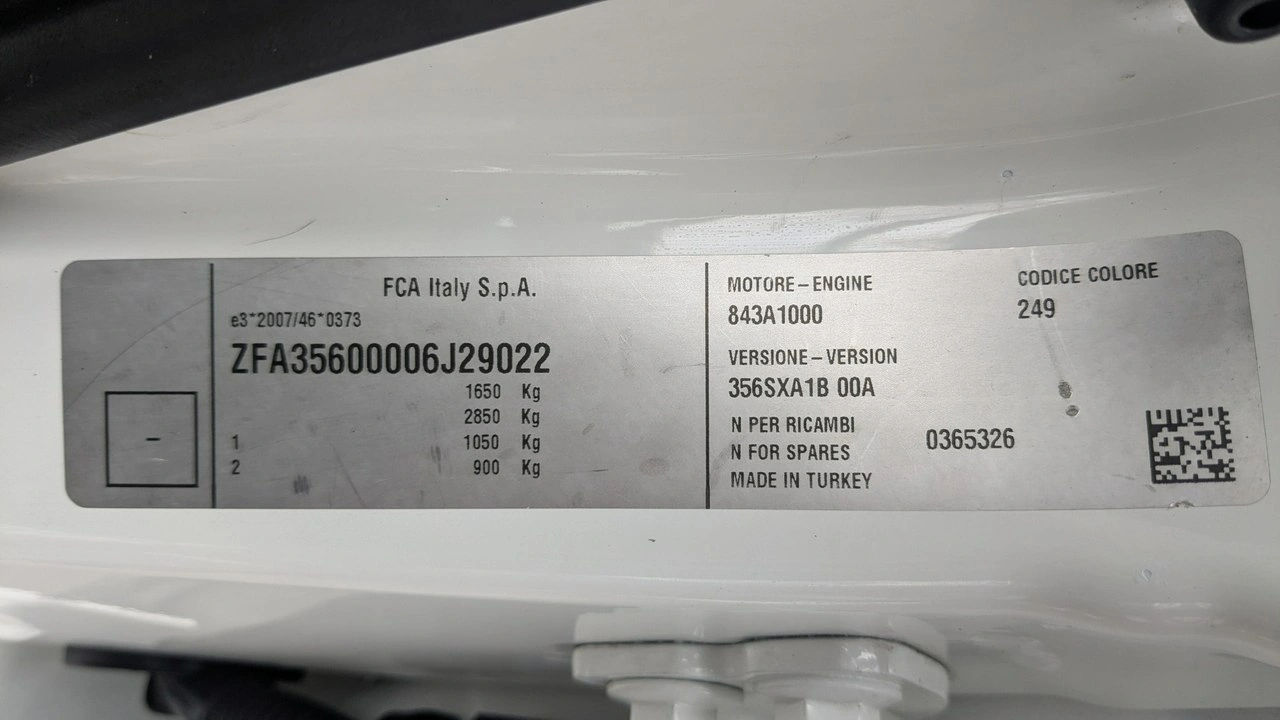 FCA Italy S.p.A.
e3*2007/46*0373
ZFA35600006J29022
1650 Kg
2850 Kg
1 1050 Kg
2 900 Kg
-
MOTORE-ENGINE
843A1000
CODICE COLORE
249
VERSIONE-VERSION
356SXA1B 00A
N PER RICAMBI
N FOR SPARES
0365326
MADE IN TURKEY